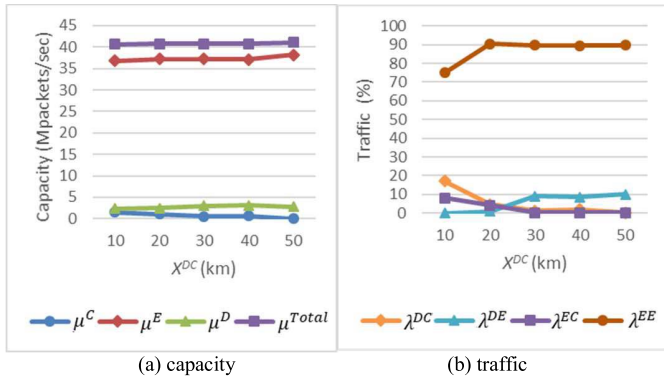 45
40
35
30
25
20
15
10
5
0
Capacity (Mpackets/sec)
10 20 30 40 50
X^{DC} (km)
μ^C μ^E μ^D μ^{Total}
(a) capacity
100
90
80
70
60
50
40
30
20
10
0
Traffic (%)
10 20 30 40 50
X^{DC} (km)
λ^{DC} λ^{DE} λ^{EC} λ^{EE}
(b) traffic